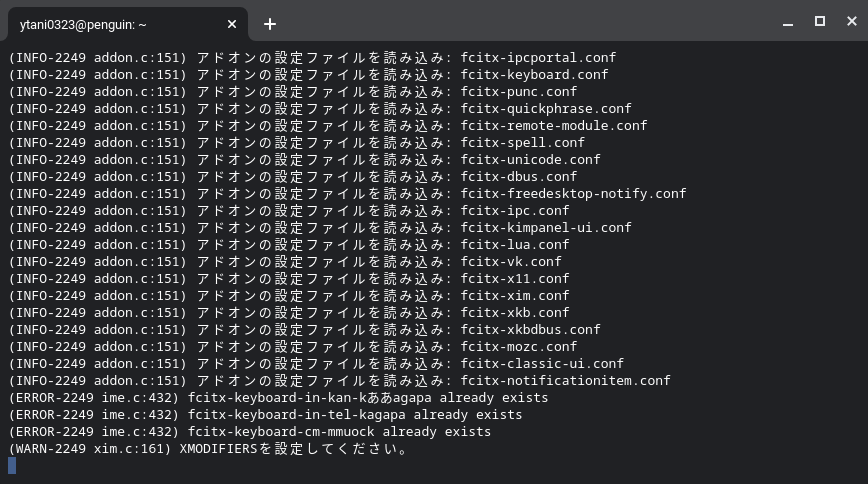 ytani0323@penguin: ~
(INFO-2249 addon.c:151) アドオンの設定ファイルを読み込み: fcitx-ipcportal.conf
(INFO-2249 addon.c:151) アドオンの設定ファイルを読み込み: fcitx-keyboard.conf
(INFO-2249 addon.c:151) アドオンの設定ファイルを読み込み: fcitx-punc.conf
(INFO-2249 addon.c:151) アドオンの設定ファイルを読み込み: fcitx-quickphrase.conf
(INFO-2249 addon.c:151) アドオンの設定ファイルを読み込み: fcitx-remote-module.conf
(INFO-2249 addon.c:151) アドオンの設定ファイルを読み込み: fcitx-spell.conf
(INFO-2249 addon.c:151) アドオンの設定ファイルを読み込み: fcitx-unicode.conf
(INFO-2249 addon.c:151) アドオンの設定ファイルを読み込み: fcitx-dbus.conf
(INFO-2249 addon.c:151) アドオンの設定ファイルを読み込み: fcitx-freedesktop-notify.conf
(INFO-2249 addon.c:151) アドオンの設定ファイルを読み込み: fcitx-ipc.conf
(INFO-2249 addon.c:151) アドオンの設定ファイルを読み込み: fcitx-kimpanel-ui.conf
(INFO-2249 addon.c:151) アドオンの設定ファイルを読み込み: fcitx-lua.conf
(INFO-2249 addon.c:151) アドオンの設定ファイルを読み込み: fcitx-vk.conf
(INFO-2249 addon.c:151) アドオンの設定ファイルを読み込み: fcitx-x11.conf
(INFO-2249 addon.c:151) アドオンの設定ファイルを読み込み: fcitx-xim.conf
(INFO-2249 addon.c:151) アドオンの設定ファイルを読み込み: fcitx-xkb.conf
(INFO-2249 addon.c:151) アドオンの設定ファイルを読み込み: fcitx-xkbdbus.conf
(INFO-2249 addon.c:151) アドオンの設定ファイルを読み込み: fcitx-mozc.conf
(INFO-2249 addon.c:151) アドオンの設定ファイルを読み込み: fcitx-classic-ui.conf
(INFO-2249 addon.c:151) アドオンの設定ファイルを読み込み: fcitx-notificationitem.conf
(ERROR-2249 ime.c:432) fcitx-keyboard-in-kan-kああagapa already exists
(ERROR-2249 ime.c:432) fcitx-keyboard-in-tel-kagapa already exists
(ERROR-2249 ime.c:432) fcitx-keyboard-cm-mmuock already exists
(WARN-2249 xim.c:161) XMODIFIERSを設定してください。